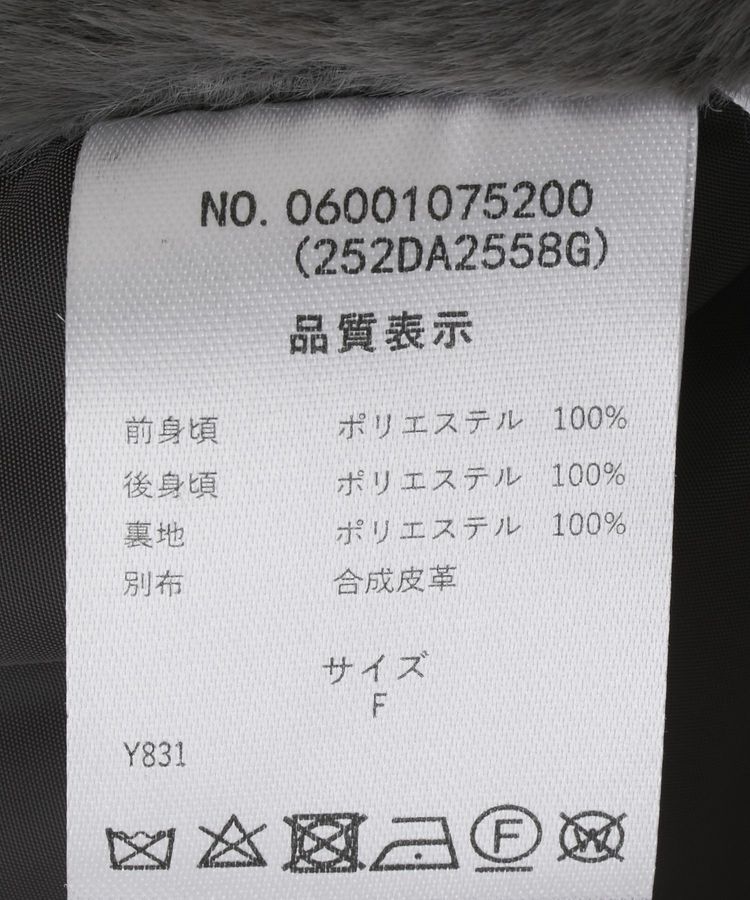 NO. 06001075200
(252DA2558G)
品質表示
前身頃 ポリエステル 100%
後身頃 ポリエステル 100%
裏地 ポリエステル 100%
別布 合成皮革
サイズ
F
Y831
F W